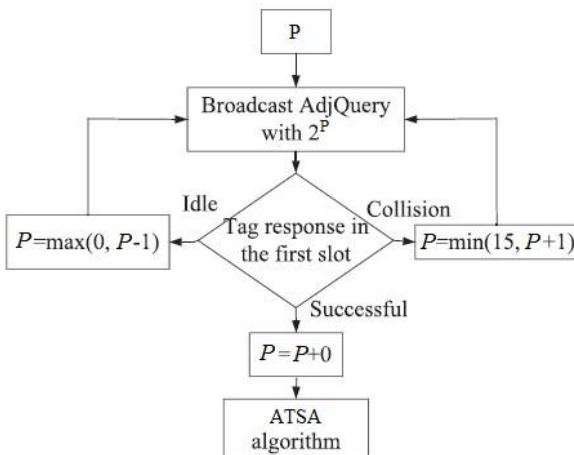 P
Broadcast AdjQuery
with 2^P
Idle
Collision
Tag response in
the first slot
P=max(0, P-1)
P=min(15, P+1)
Successful
P=P+0
ATSA
algorithm